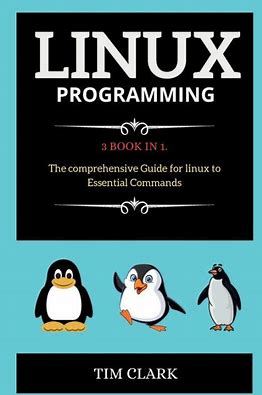 LINUX
PROGRAMMING
3 BOOK IN 1.
The comprehensive Guide for linux to
Essential Commands
TIM CLARK